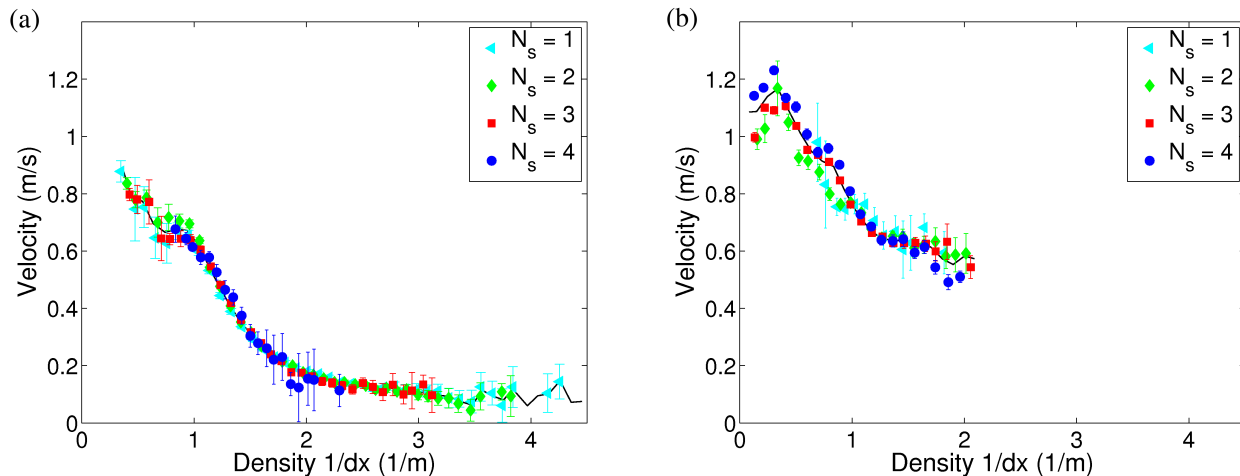 (a)
N_s = 1
N_s = 2
N_s = 3
N_s = 4
Velocity (m/s)
1.2
1
0.8
0.6
0.4
0.2
0
0 1 2 3 4
Density 1/dx (1/m)
(b)
N_s = 1
N_s = 2
N_s = 3
N_s = 4
Velocity (m/s)
1.2
1
0.8
0.6
0.4
0.2
0
0 1 2 3 4
Density 1/dx (1/m)